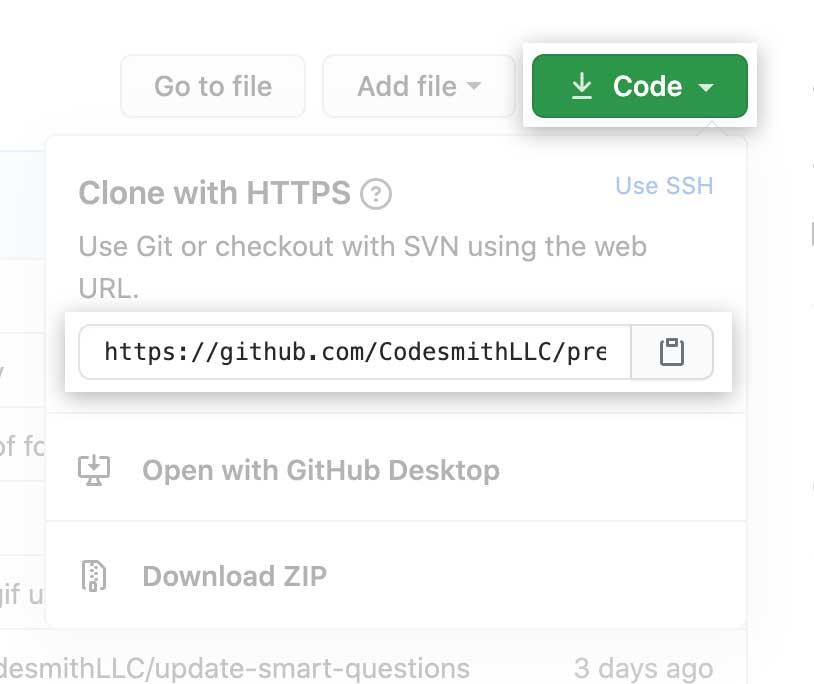 Go to file
Add file
Code
Clone with HTTPS
Use SSH
Use Git or checkout with SVN using the web
URL.
https://github.com/CodesmithLLC/pre
of fo
Open with GitHub Desktop
Download ZIP
gif u
desmithLLC/update-smart-questions
3 days ago